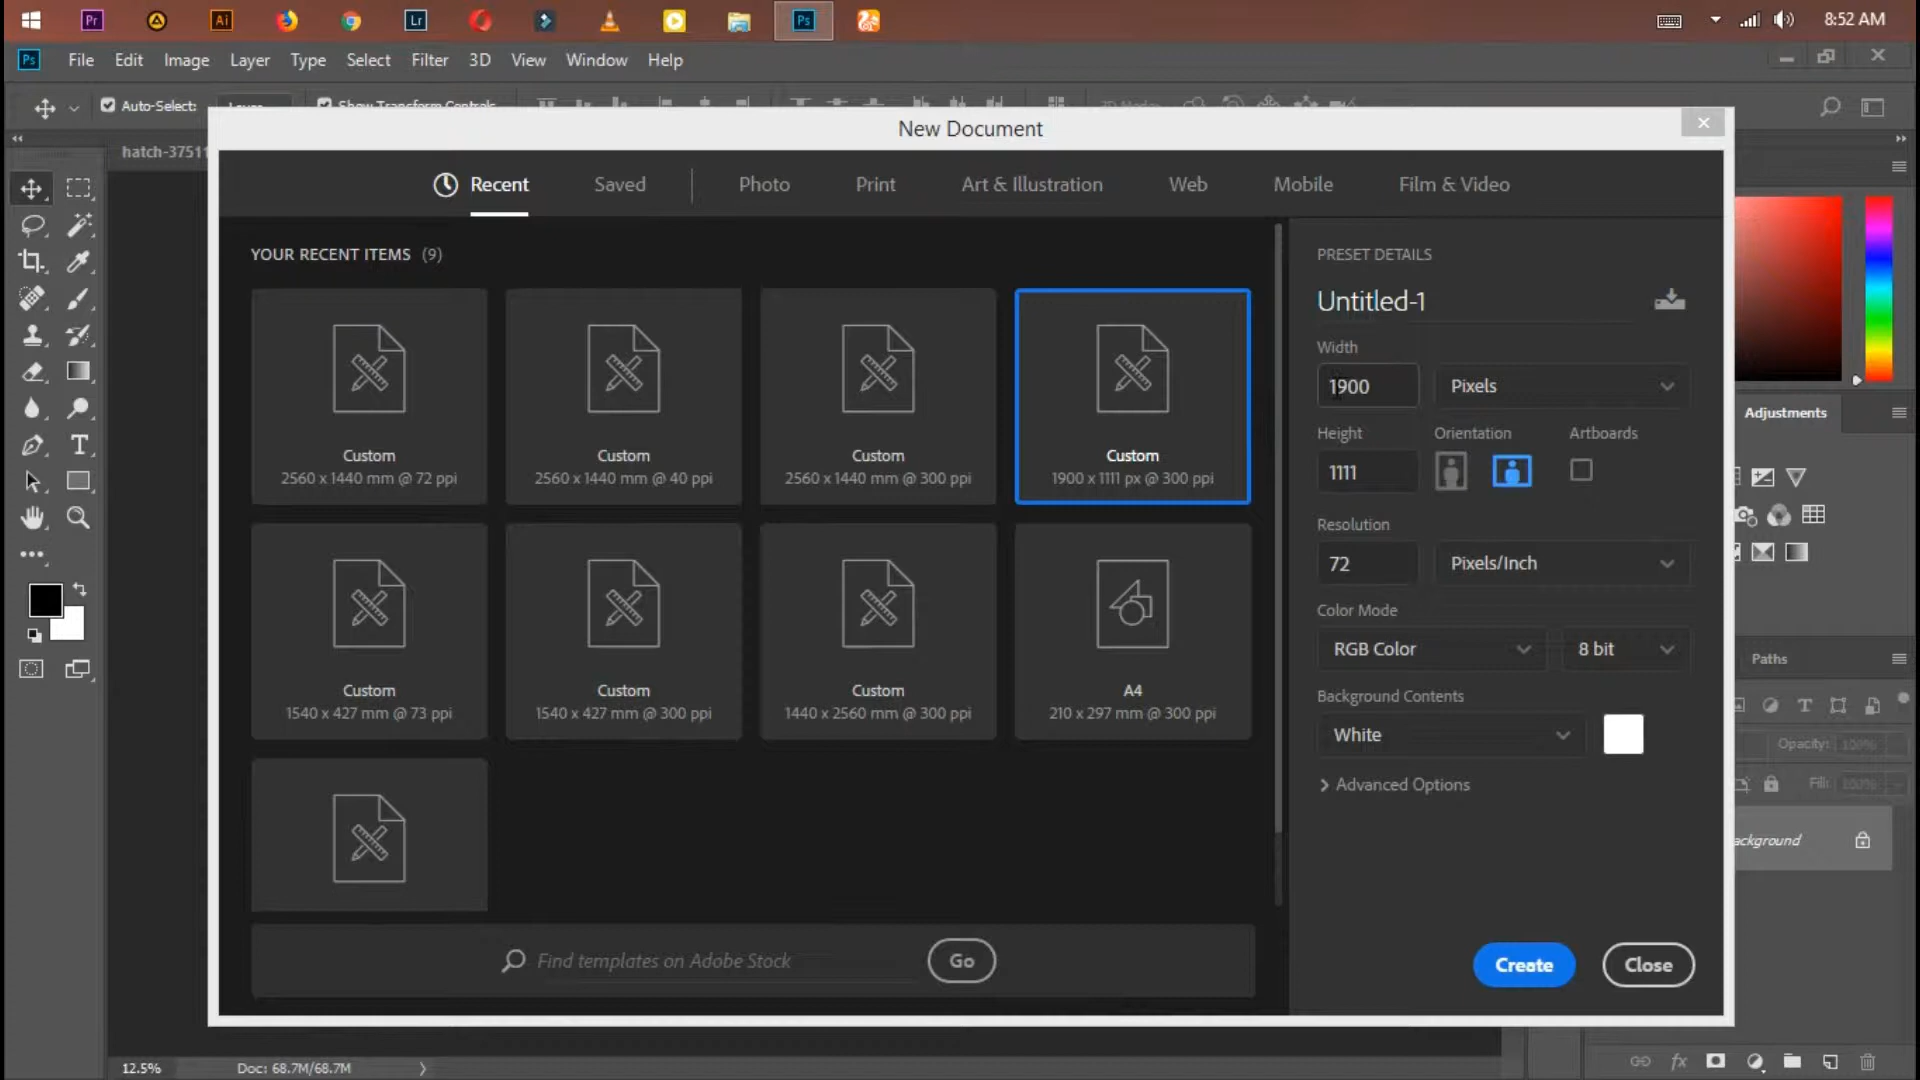 Pr
Ai
Lr
Ps
8:52 AM
Ps File Edit Image Layer Type Select Filter 3D View Window Help
Auto-Select:
Show Transform Controls
hatch-37511
New Document
Recent Saved Photo Print Art & Illustration Web Mobile Film & Video
YOUR RECENT ITEMS (9)
Custom
2560 x 1440 mm @ 72 ppi
Custom
2560 x 1440 mm @ 40 ppi
Custom
2560 x 1440 mm @ 300 ppi
Custom
1900 x 1111 px @ 300 ppi
Custom
1540 x 427 mm @ 73 ppi
Custom
1540 x 427 mm @ 300 ppi
Custom
1440 x 2560 mm @ 300 ppi
A4
210 x 297 mm @ 300 ppi
Find templates on Adobe Stock
Go
PRESET DETAILS
Untitled-1
Width
1900 Pixels
Height Orientation Artboards
1111
Resolution
72 Pixels/Inch
Color Mode
RGB Color 8 bit
Background Contents
White
Advanced Options
Create Close
Adjustments
Paths
Opacity: 100%
Fill: 100%
ackground
12.5% Doc: 68.7M/68.7M
fx